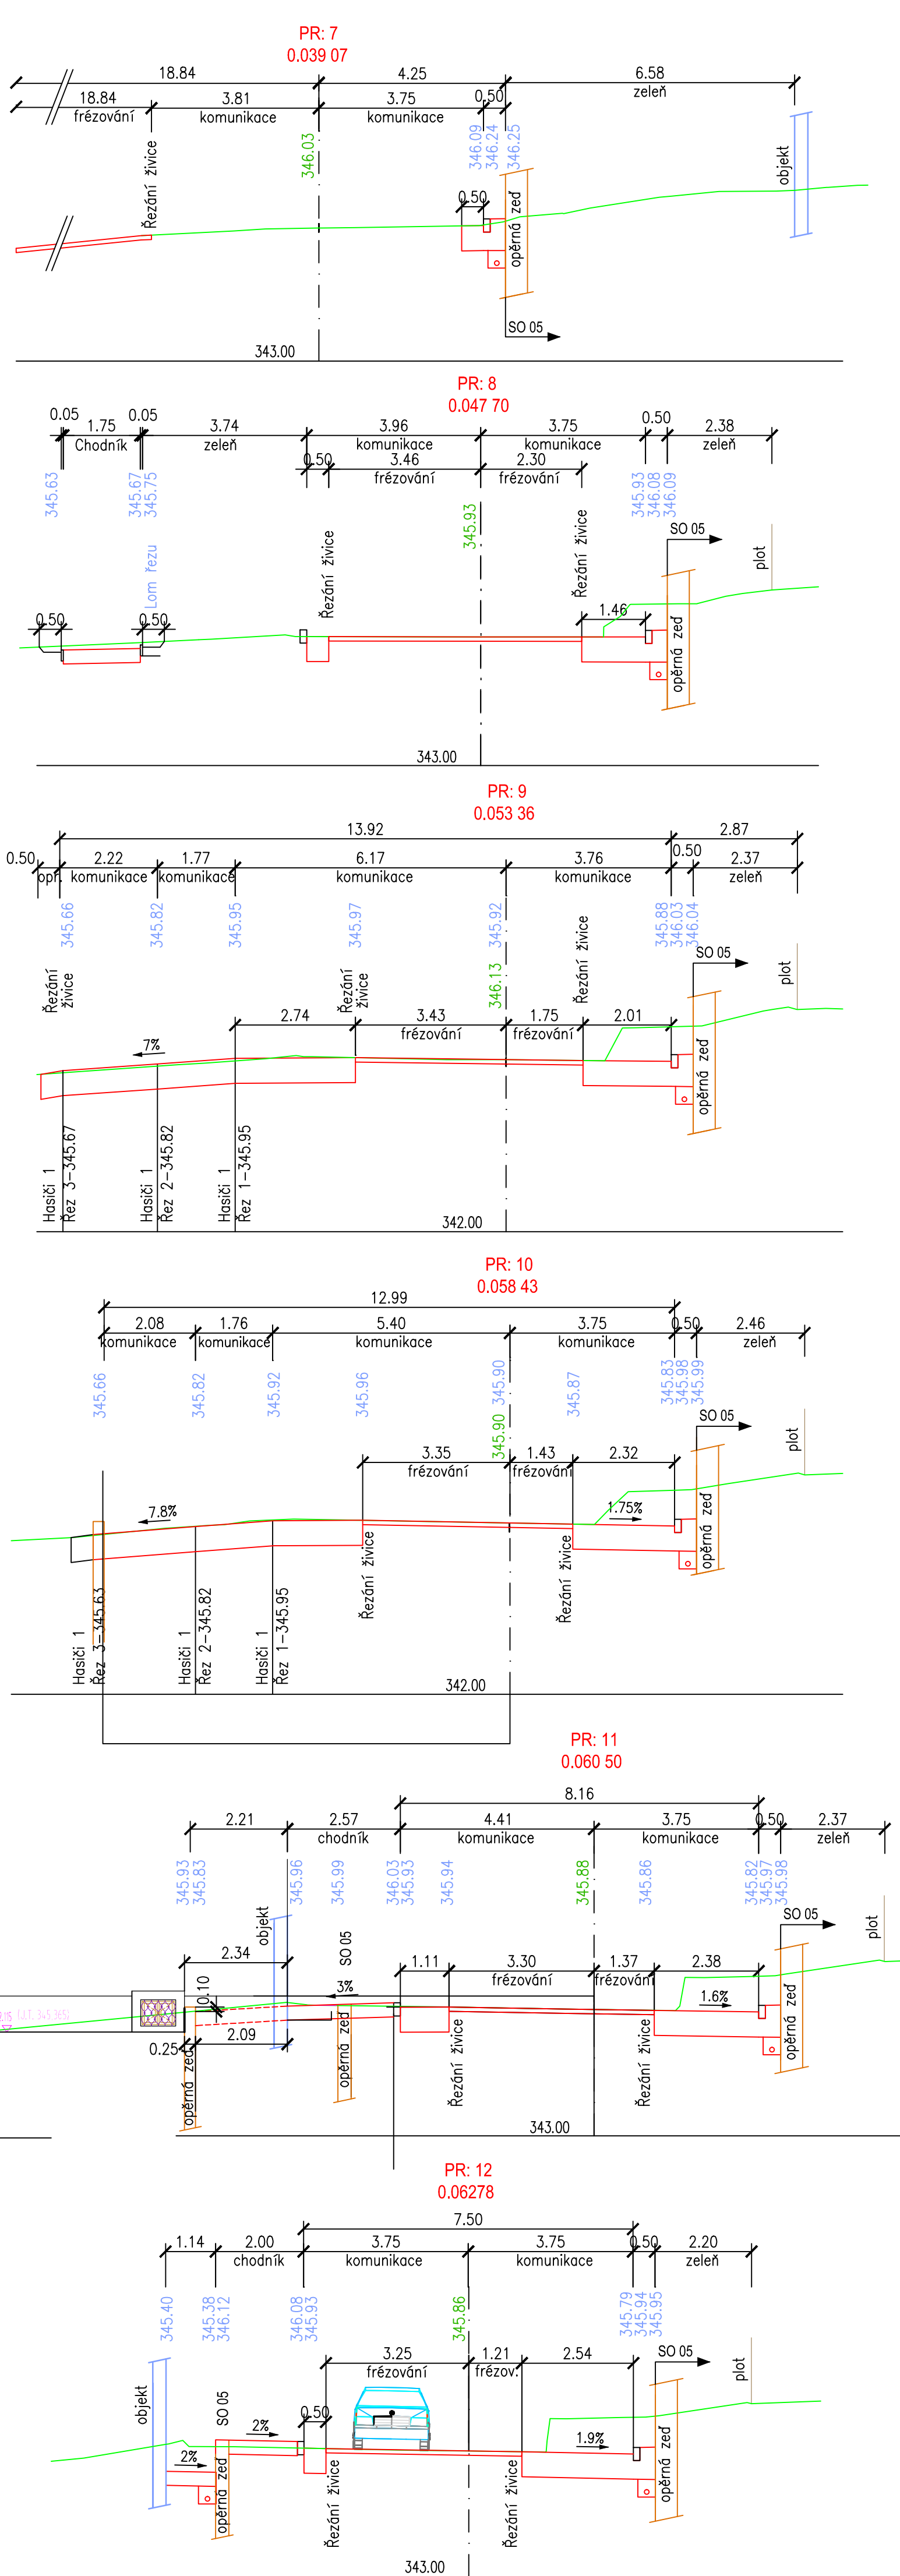 PR: 7
0.039 07
18.84
4.25
6.58
zeleň
18.84
frézování
3.81
komunikace
3.75
komunikace
0.50
346.03
346.09
346.24
346.25
Řezání živice
objekt
0.50
opěrná zeď
SO 05
343.00
PR: 8
0.047 70
0.05
1.75
Chodník
0.05
3.74
zeleň
3.96
komunikace
3.75
komunikace
0.50
2.38
zeleň
0.50
3.46
frézování
2.30
frézování
345.63
345.67
345.75
Lom řezu
345.93
345.93
346.08
346.09
Řezání živice
Řezání živice
SO 05
plot
0.50
0.50
1.46
opěrná zeď
343.00
PR: 9
0.053 36
13.92
2.87
0.50
opř.
2.22
komunikace
1.77
komunikace
6.17
komunikace
3.76
komunikace
0.50
2.37
zeleň
345.66
345.82
345.95
345.97
345.92
345.88
346.03
346.04
346.13
Řezání
živice
Řezání
živice
Řezání živice
SO 05
plot
2.74
3.43
frézování
1.75
frézování
2.01
7%
opěrná zeď
Hasiči 1
Řez 3-345.67
Hasiči 1
Řez 2-345.82
Hasiči 1
Řez 1-345.95
342.00
PR: 10
0.058 43
12.99
2.08
komunikace
1.76
komunikace
5.40
komunikace
3.75
komunikace
0.50
2.46
zeleň
345.66
345.82
345.92
345.96
345.90
345.87
345.83
345.98
345.99
345.90
SO 05
plot
3.35
frézování
1.43
frézování
2.32
7.8%
1.75%
Řezání živice
Řezání živice
opěrná zeď
Hasiči 1
Řez 3-345.63
Hasiči 1
Řez 2-345.82
Hasiči 1
Řez 1-345.95
342.00
PR: 11
0.060 50
8.16
2.21
2.57
chodník
4.41
komunikace
3.75
komunikace
0.50
2.37
zeleň
345.93
345.83
345.96
345.99
346.03
345.93
345.94
345.88
345.86
345.82
345.97
345.98
objekt
SO 05
SO 05
plot
2.34
1.11
3.30
frézování
1.37
frézování
2.38
0.10
3%
1.6%
0.25
2.09
opěrná zeď
opěrná zeď
Řezání živice
Řezání živice
opěrná zeď
343.00
PR: 12
0.06278
7.50
1.14
2.00
chodník
3.75
komunikace
3.75
komunikace
0.50
2.20
zeleň
345.40
345.38
346.12
346.08
345.93
345.86
345.79
345.94
345.95
objekt
SO 05
3.25
frézování
1.21
frézov.
2.54
SO 05
plot
2%
0.50
2%
1.9%
opěrná zeď
Řezání živice
Řezání živice
opěrná zeď
343.00